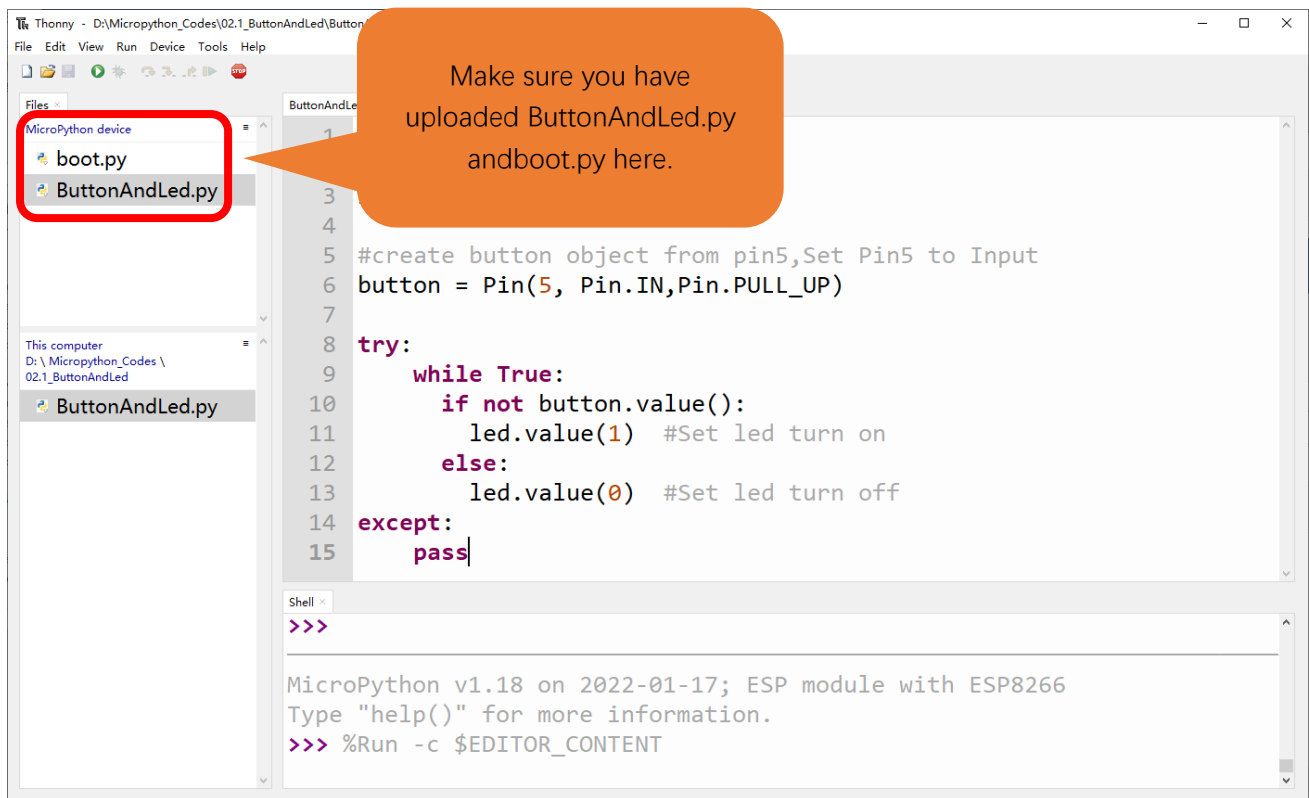 Thonny - D:\Micropython_Codes\02.1_ButtonAndLed\Button
File Edit View Run Device Tools Help
STOP
Files ×
MicroPython device
boot.py
ButtonAndLed.py
This computer
D: \ Micropython_Codes \
02.1_ButtonAndLed
ButtonAndLed.py
Make sure you have
uploaded ButtonAndLed.py
andboot.py here.
ButtonAndLe
1
3
4
5 #create button object from pin5,Set Pin5 to Input
6 button = Pin(5, Pin.IN,Pin.PULL_UP)
7
8 try:
9 while True:
10 if not button.value():
11 led.value(1) #Set led turn on
12 else:
13 led.value(0) #Set led turn off
14 except:
15 pass
Shell ×
>>>
MicroPython v1.18 on 2022-01-17; ESP module with ESP8266
Type "help()" for more information.
>>> %Run -c $EDITOR_CONTENT